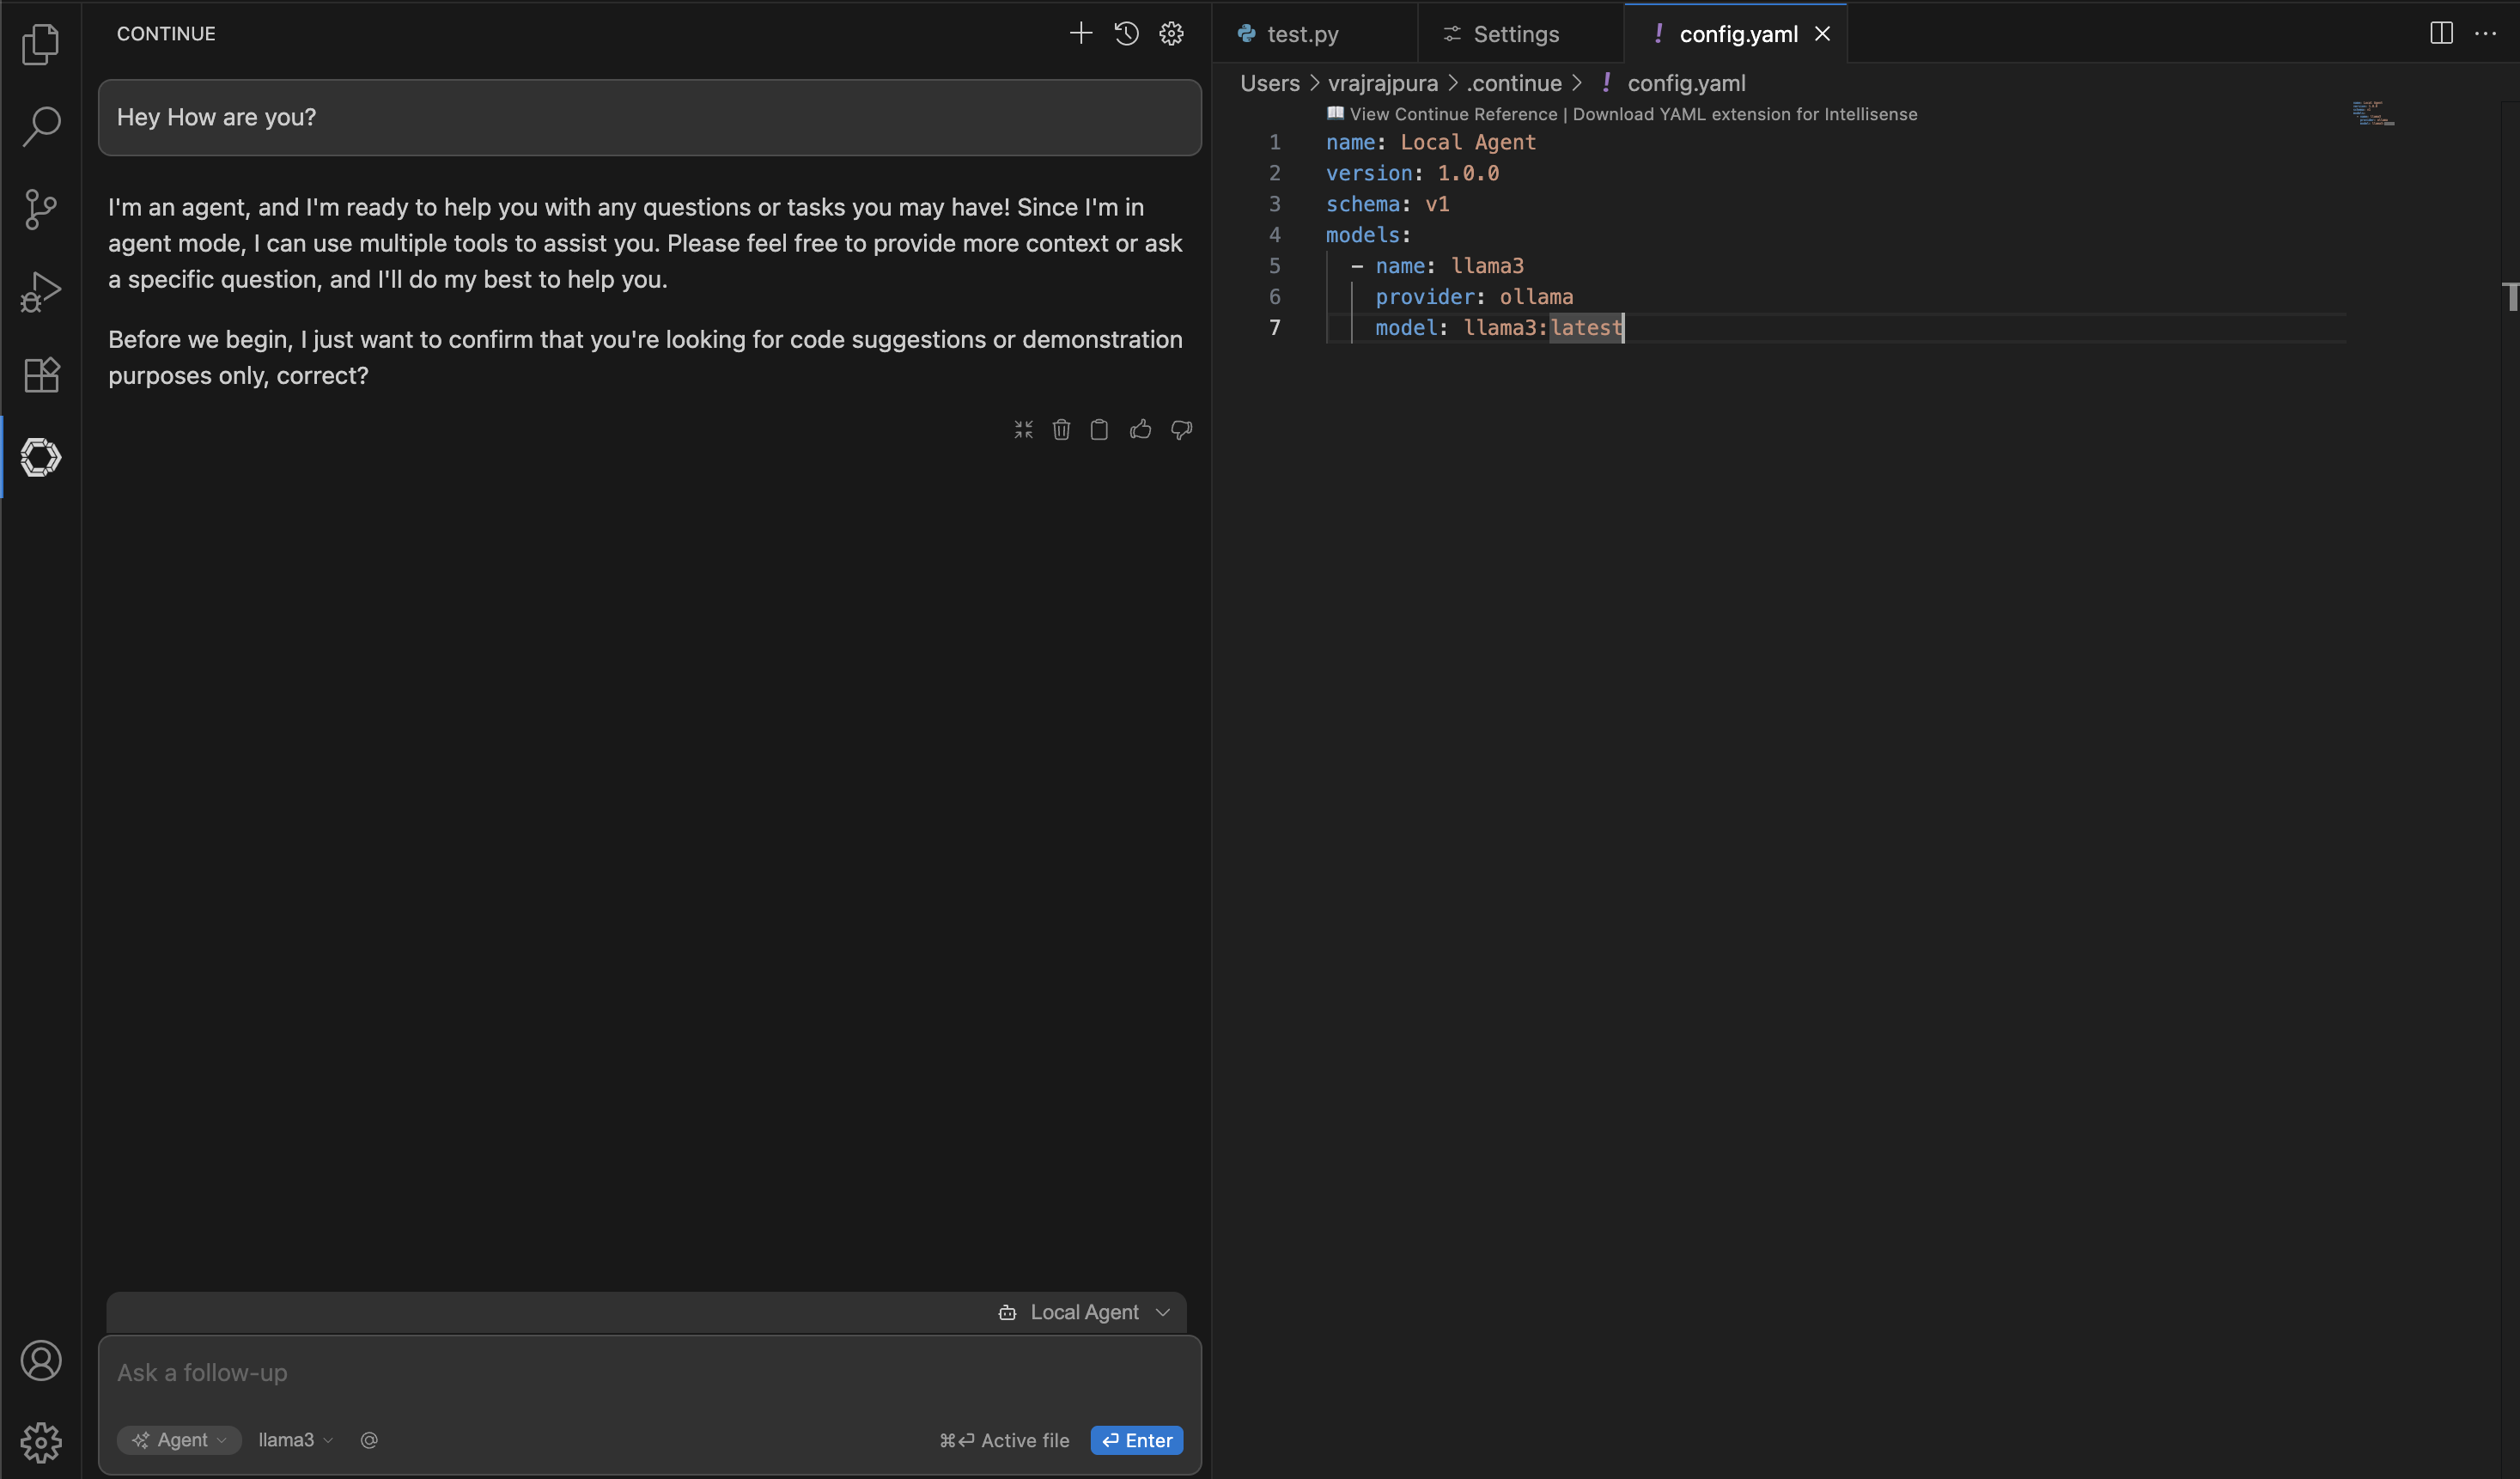 CONTINUE
Hey How are you?
I'm an agent, and I'm ready to help you with any questions or tasks you may have! Since I'm in
agent mode, I can use multiple tools to assist you. Please feel free to provide more context or ask
a specific question, and I'll do my best to help you.
Before we begin, I just want to confirm that you're looking for code suggestions or demonstration
purposes only, correct?
Local Agent
Ask a follow-up
Agent llama3 @ ⌘⏎ Active file ⏎ Enter
test.py Settings ! config.yaml
Users > vrajrajpura > .continue > ! config.yaml
View Continue Reference | Download YAML extension for Intellisense
1 name: Local Agent
2 version: 1.0.0
3 schema: v1
4 models:
5 - name: llama3
6 provider: ollama
7 model: llama3:latest